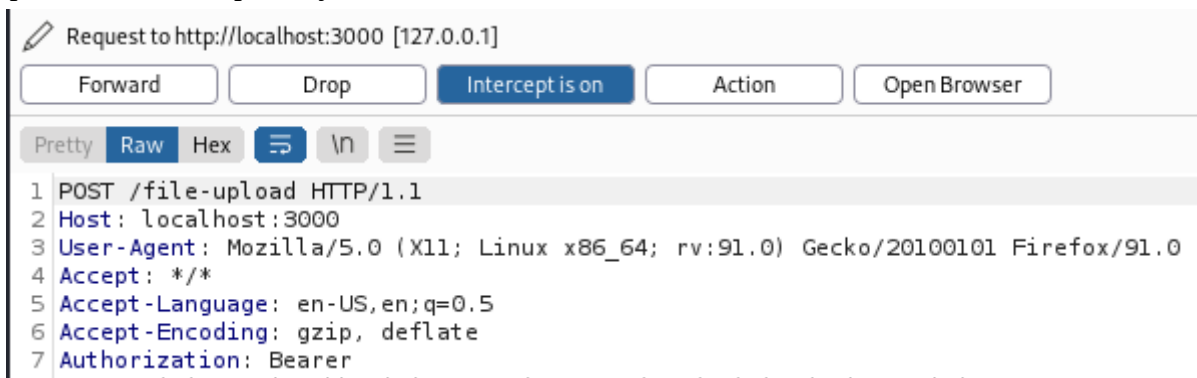 Request to http://localhost:3000 [127.0.0.1]
Forward Drop Intercept is on Action Open Browser
Pretty Raw Hex \n
1 POST /file-upload HTTP/1.1
2 Host: localhost:3000
3 User-Agent: Mozilla/5.0 (X11; Linux x86_64; rv:91.0) Gecko/20100101 Firefox/91.0
4 Accept: */*
5 Accept-Language: en-US,en;q=0.5
6 Accept-Encoding: gzip, deflate
7 Authorization: Bearer